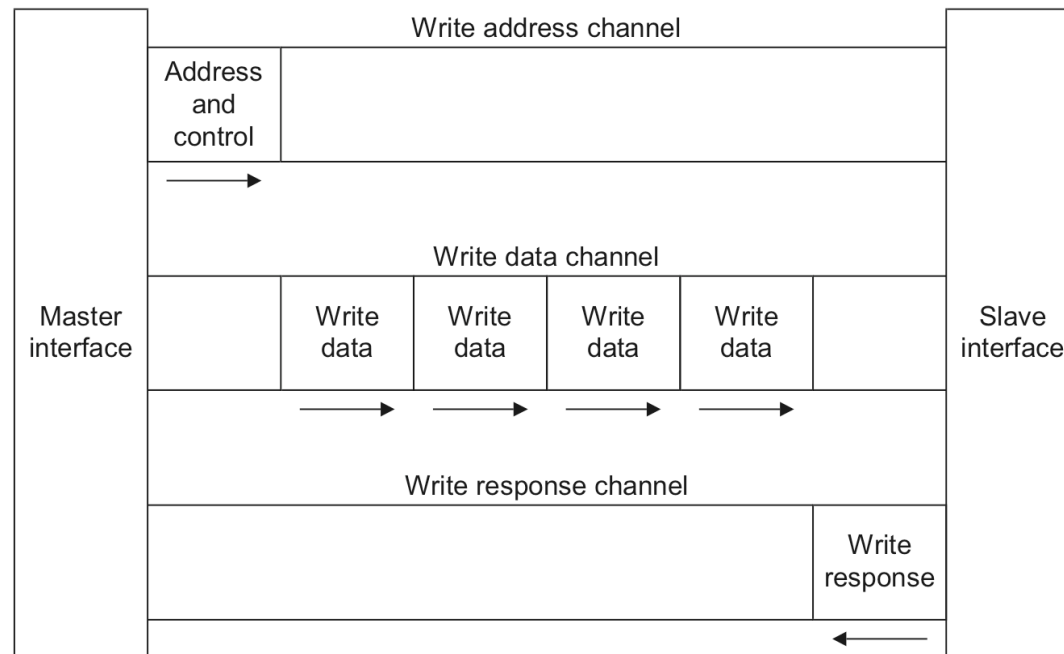 Write address channel
Address
and
control
Write data channel
Master
interface
Write
data
Write
data
Write
data
Write
data
Slave
interface
Write response channel
Write
response